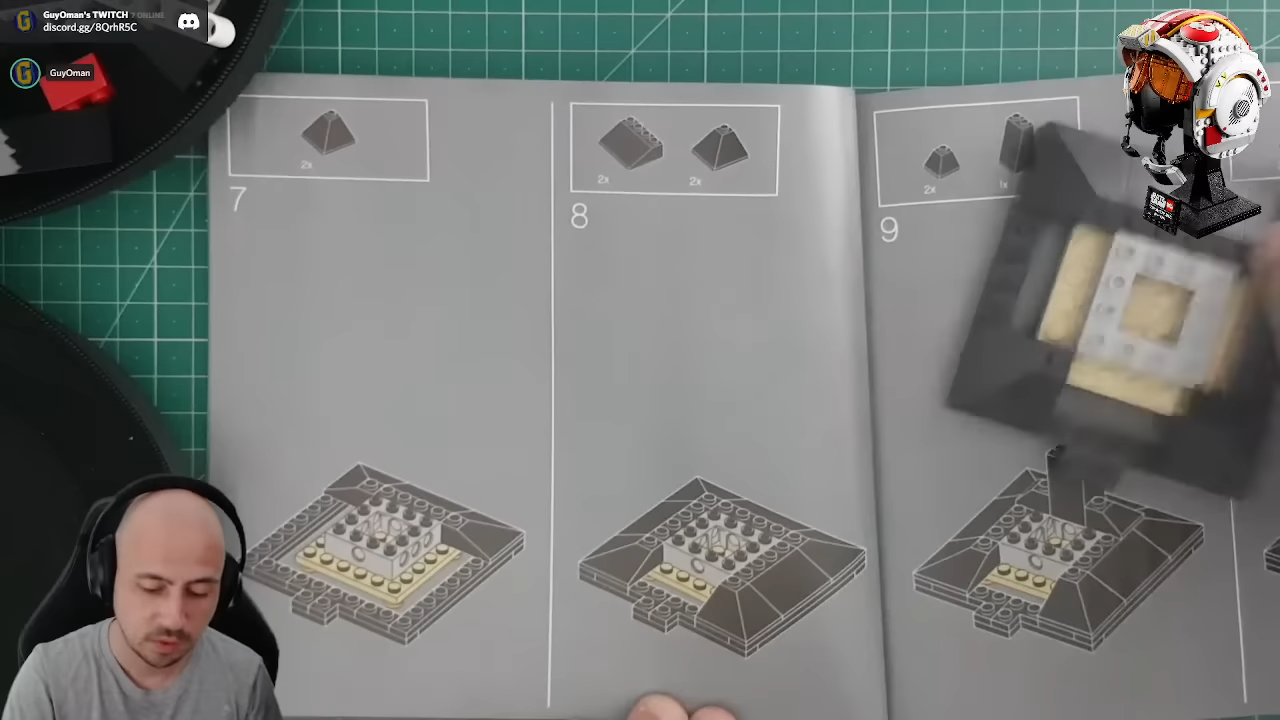 GuyOman's TWITCH
discord.gg/8QrhR5C
GuyOman
2x
7
2x
2x
8
2x
1x
9